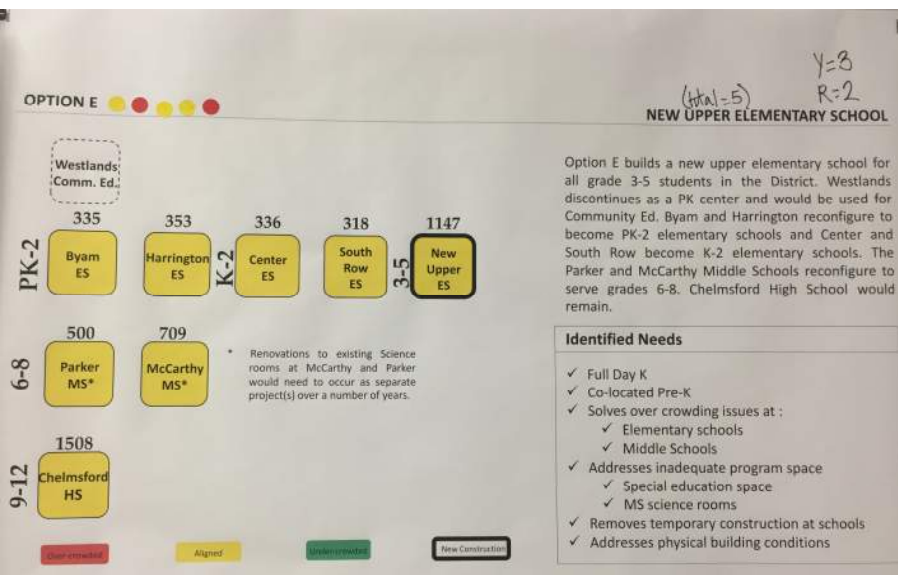 Y=3
(total=5) R=2
OPTION E
NEW UPPER ELEMENTARY SCHOOL
Westlands
Comm. Ed.
335 353 336 318 1147
PK-2
Byam
ES
Harrington
ES
K-2
Center
ES
South
Row
ES
3-5
New
Upper
ES
500 709
6-8
Parker
MS*
McCarthy
MS*
* Renovations to existing Science
rooms at McCarthy and Parker
would need to occur as separate
project(s) over a number of years.
1508
9-12
Chelmsford
HS
Over-crowded
Aligned
Under-crowded
New Construction
Option E builds a new upper elementary school for
all grade 3-5 students in the District. Westlands
discontinues as a PK center and would be used for
Community Ed. Byam and Harrington reconfigure to
become PK-2 elementary schools and Center and
South Row become K-2 elementary schools. The
Parker and McCarthy Middle Schools reconfigure to
serve grades 6-8. Chelmsford High School would
remain.
Identified Needs
✓ Full Day K
✓ Co-located Pre-K
✓ Solves over crowding issues at :
✓ Elementary schools
✓ Middle Schools
✓ Addresses inadequate program space
✓ Special education space
✓ MS science rooms
✓ Removes temporary construction at schools
✓ Addresses physical building conditions